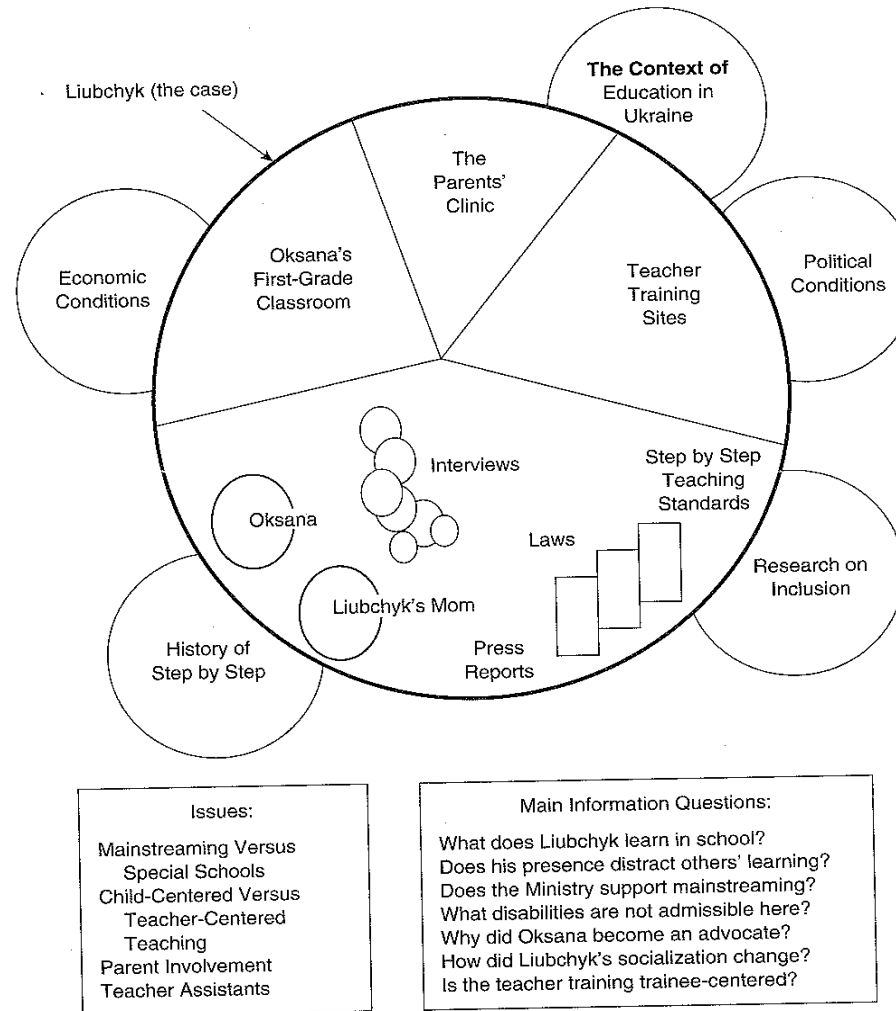 Liubchyk (the case)
The Context of
Education in
Ukraine
The
Parents'
Clinic
Oksana's
First-Grade
Classroom
Teacher
Training
Sites
Economic
Conditions
Political
Conditions
Interviews
Step by Step
Teaching
Standards
Oksana
Laws
Research on
Inclusion
Liubchyk's Mom
History of
Step by Step
Press
Reports
Issues:
Mainstreaming Versus
Special Schools
Child-Centered Versus
Teacher-Centered
Teaching
Parent Involvement
Teacher Assistants
Main Information Questions:
What does Liubchyk learn in school?
Does his presence distract others' learning?
Does the Ministry support mainstreaming?
What disabilities are not admissible here?
Why did Oksana become an advocate?
How did Liubchyk's socialization change?
Is the teacher training trainee-centered?